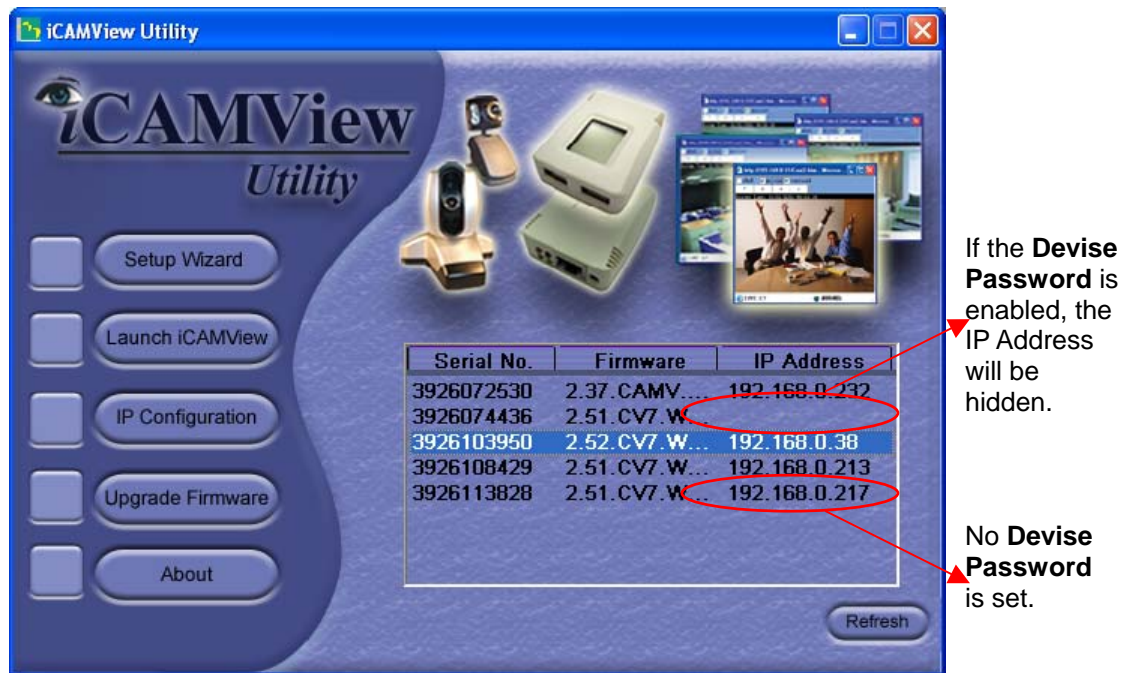 iCAMView Utility
iCAMView
Utility
Setup Wizard
Launch iCAMView
IP Configuration
Upgrade Firmware
About
Serial No. Firmware IP Address
3926072530 2.37.CAMV.... 192.168.0.232
3926074436 2.51.CV7.W...
3926103950 2.52.CV7.W... 192.168.0.38
3926108429 2.51.CV7.W... 192.168.0.213
3926113828 2.51.CV7.W... 192.168.0.217
Refresh
If the Devise
Password is
enabled, the
IP Address
will be
hidden.
No Devise
Password
is set.